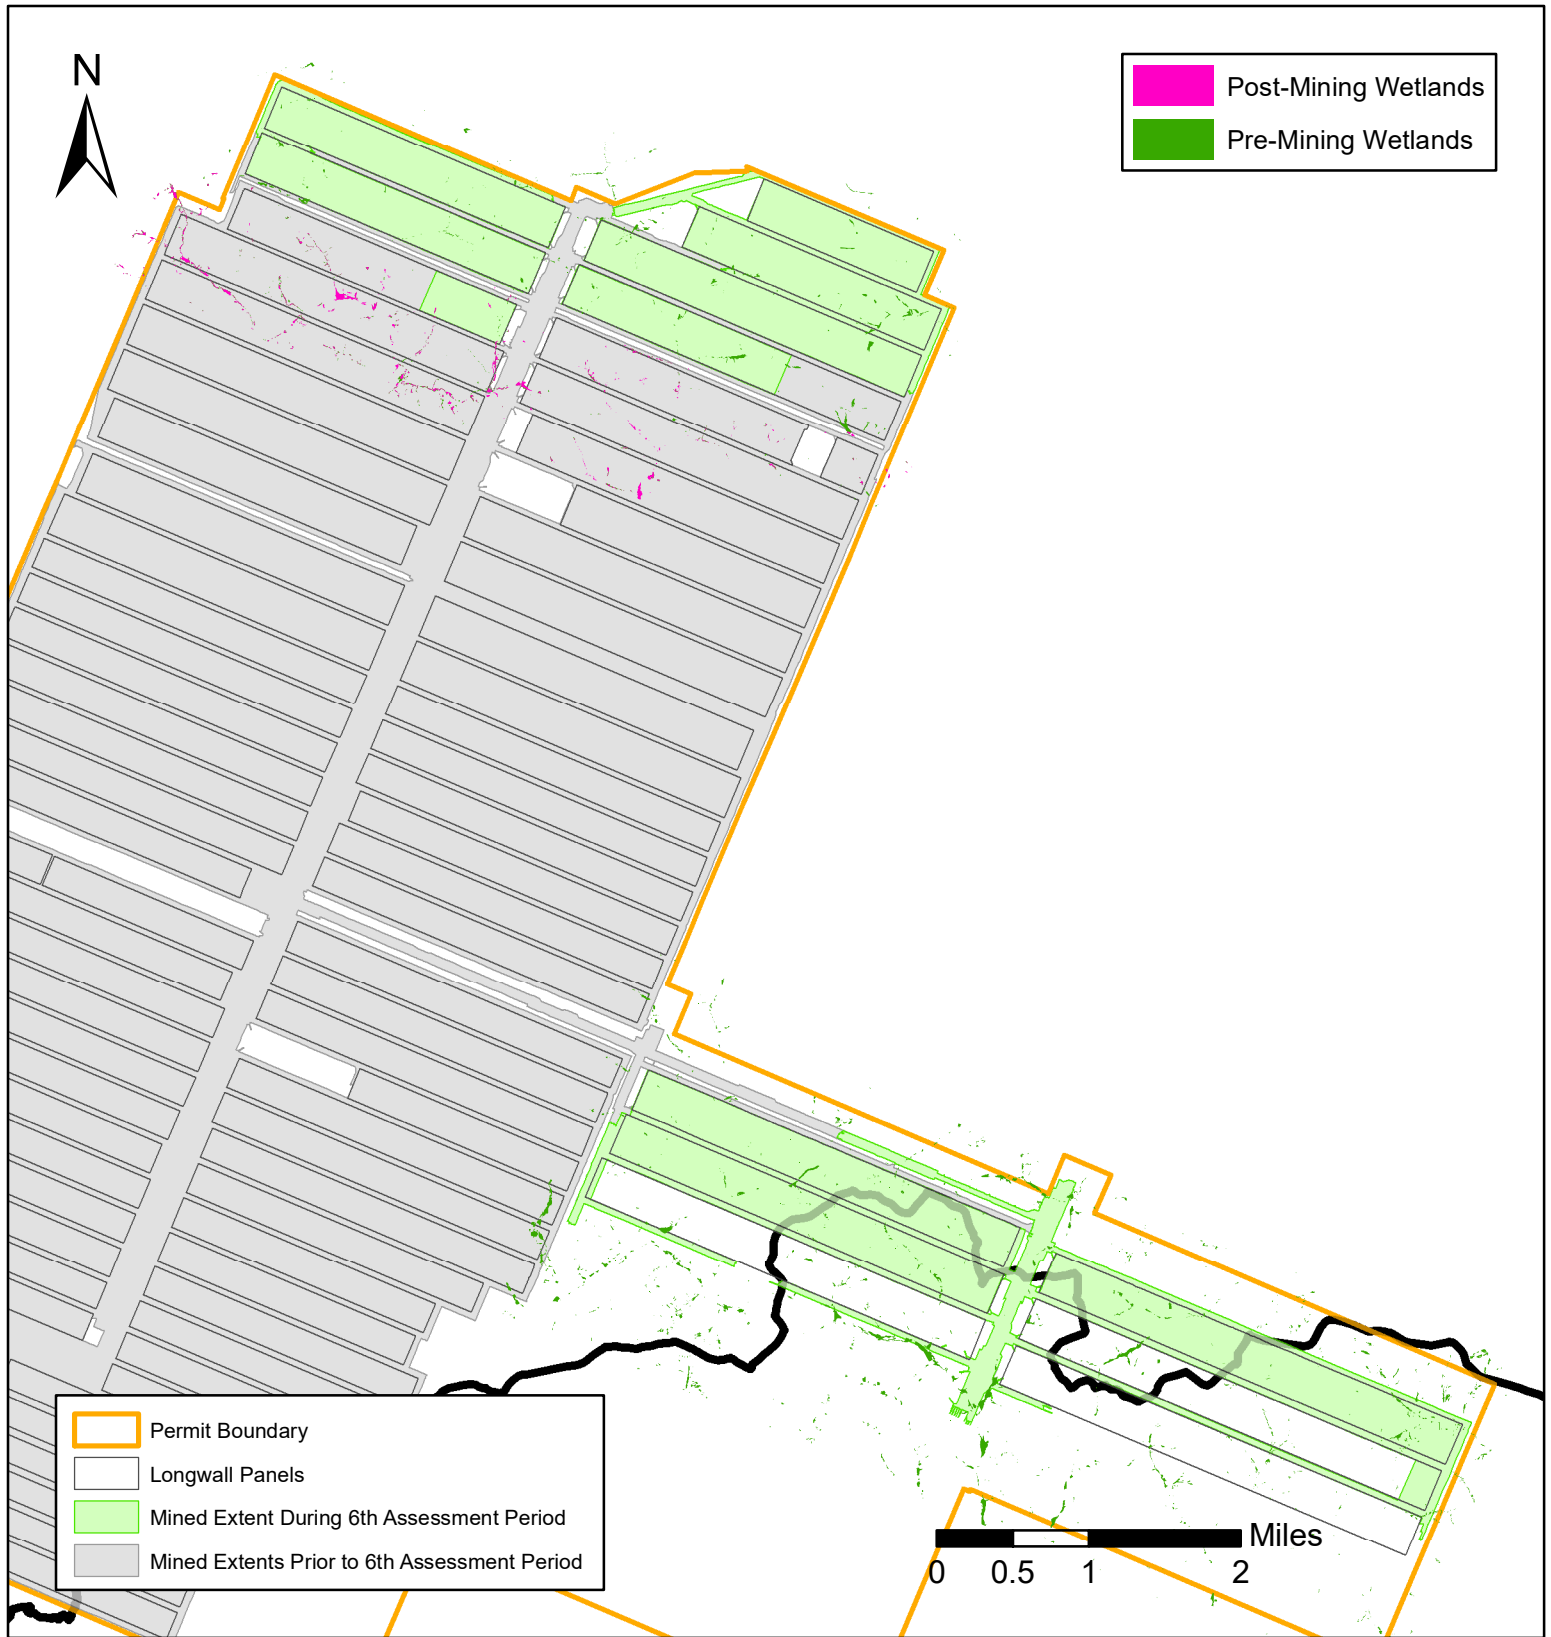 N
Post-Mining Wetlands
Pre-Mining Wetlands
Permit Boundary
Longwall Panels
Mined Extent During 6th Assessment Period
Mined Extents Prior to 6th Assessment Period
Miles
0 0.5 1 2